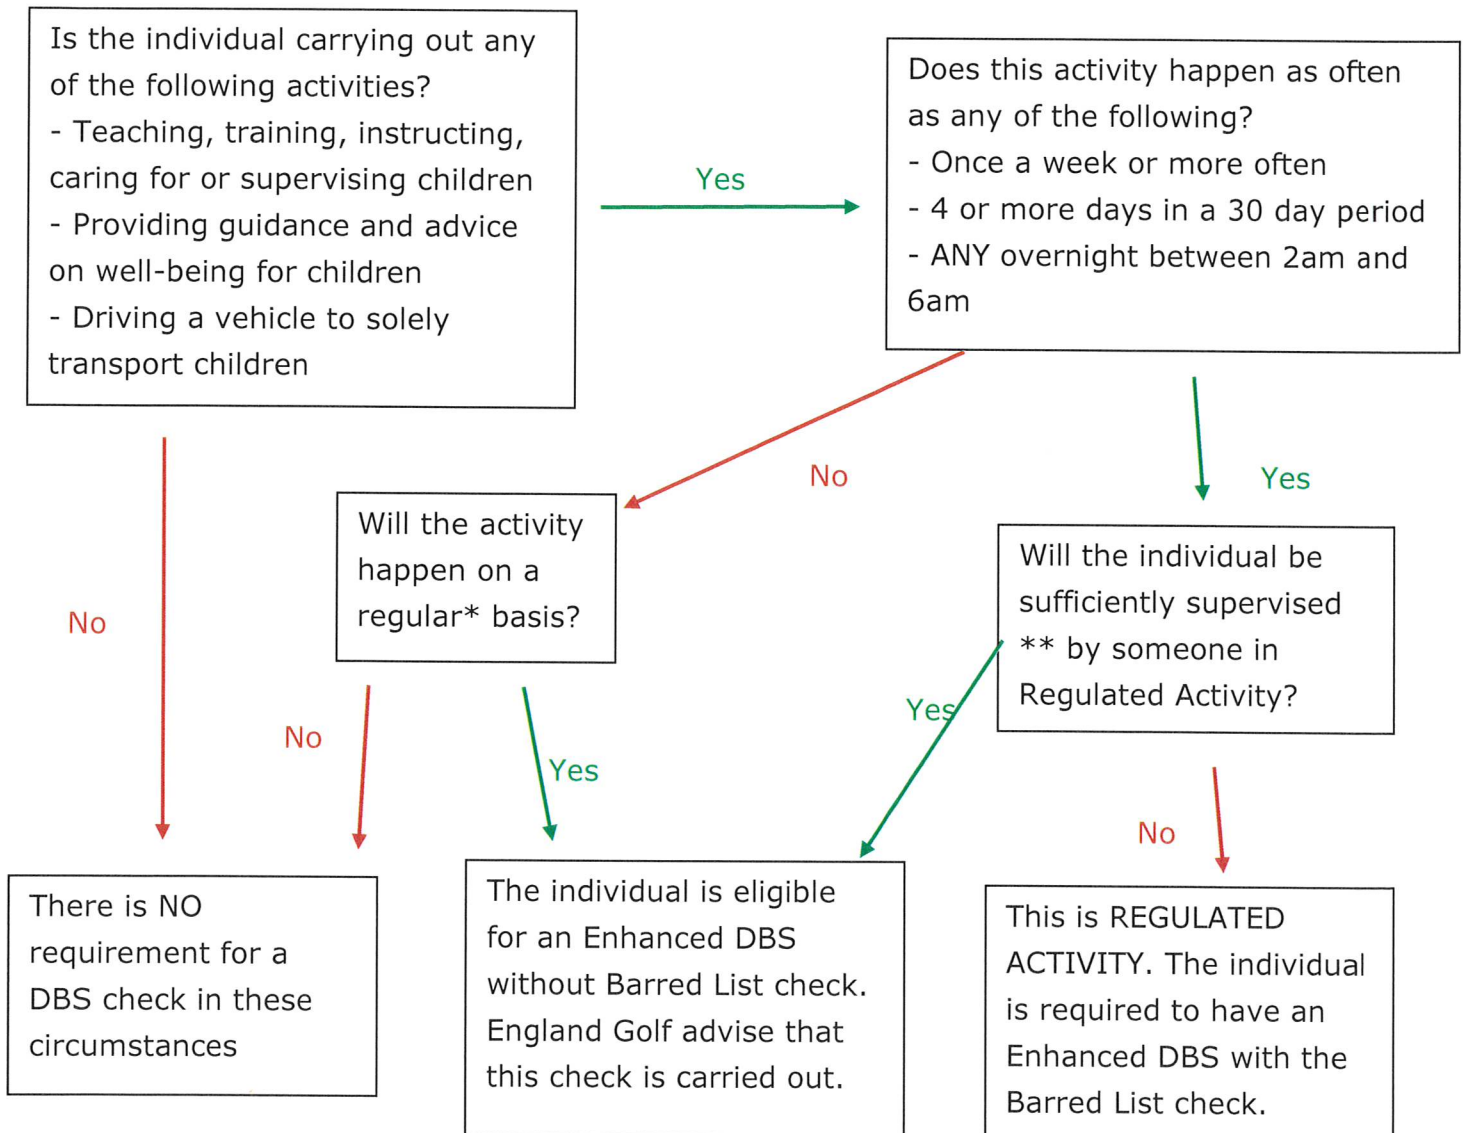 Is the individual carrying out any
of the following activities?
- Teaching, training, instructing,
caring for or supervising children
- Providing guidance and advice
on well-being for children
- Driving a vehicle to solely
transport children
Yes
Does this activity happen as often
as any of the following?
- Once a week or more often
- 4 or more days in a 30 day period
- ANY overnight between 2am and
6am
No
Yes
Will the activity
happen on a
regular* basis?
Will the individual be
sufficiently supervised
** by someone in
Regulated Activity?
No
No
Yes
Yes
No
There is NO
requirement for a
DBS check in these
circumstances
The individual is eligible
for an Enhanced DBS
without Barred List check.
England Golf advise that
this check is carried out.
This is REGULATED
ACTIVITY. The individual
is required to have an
Enhanced DBS with the
Barred List check.